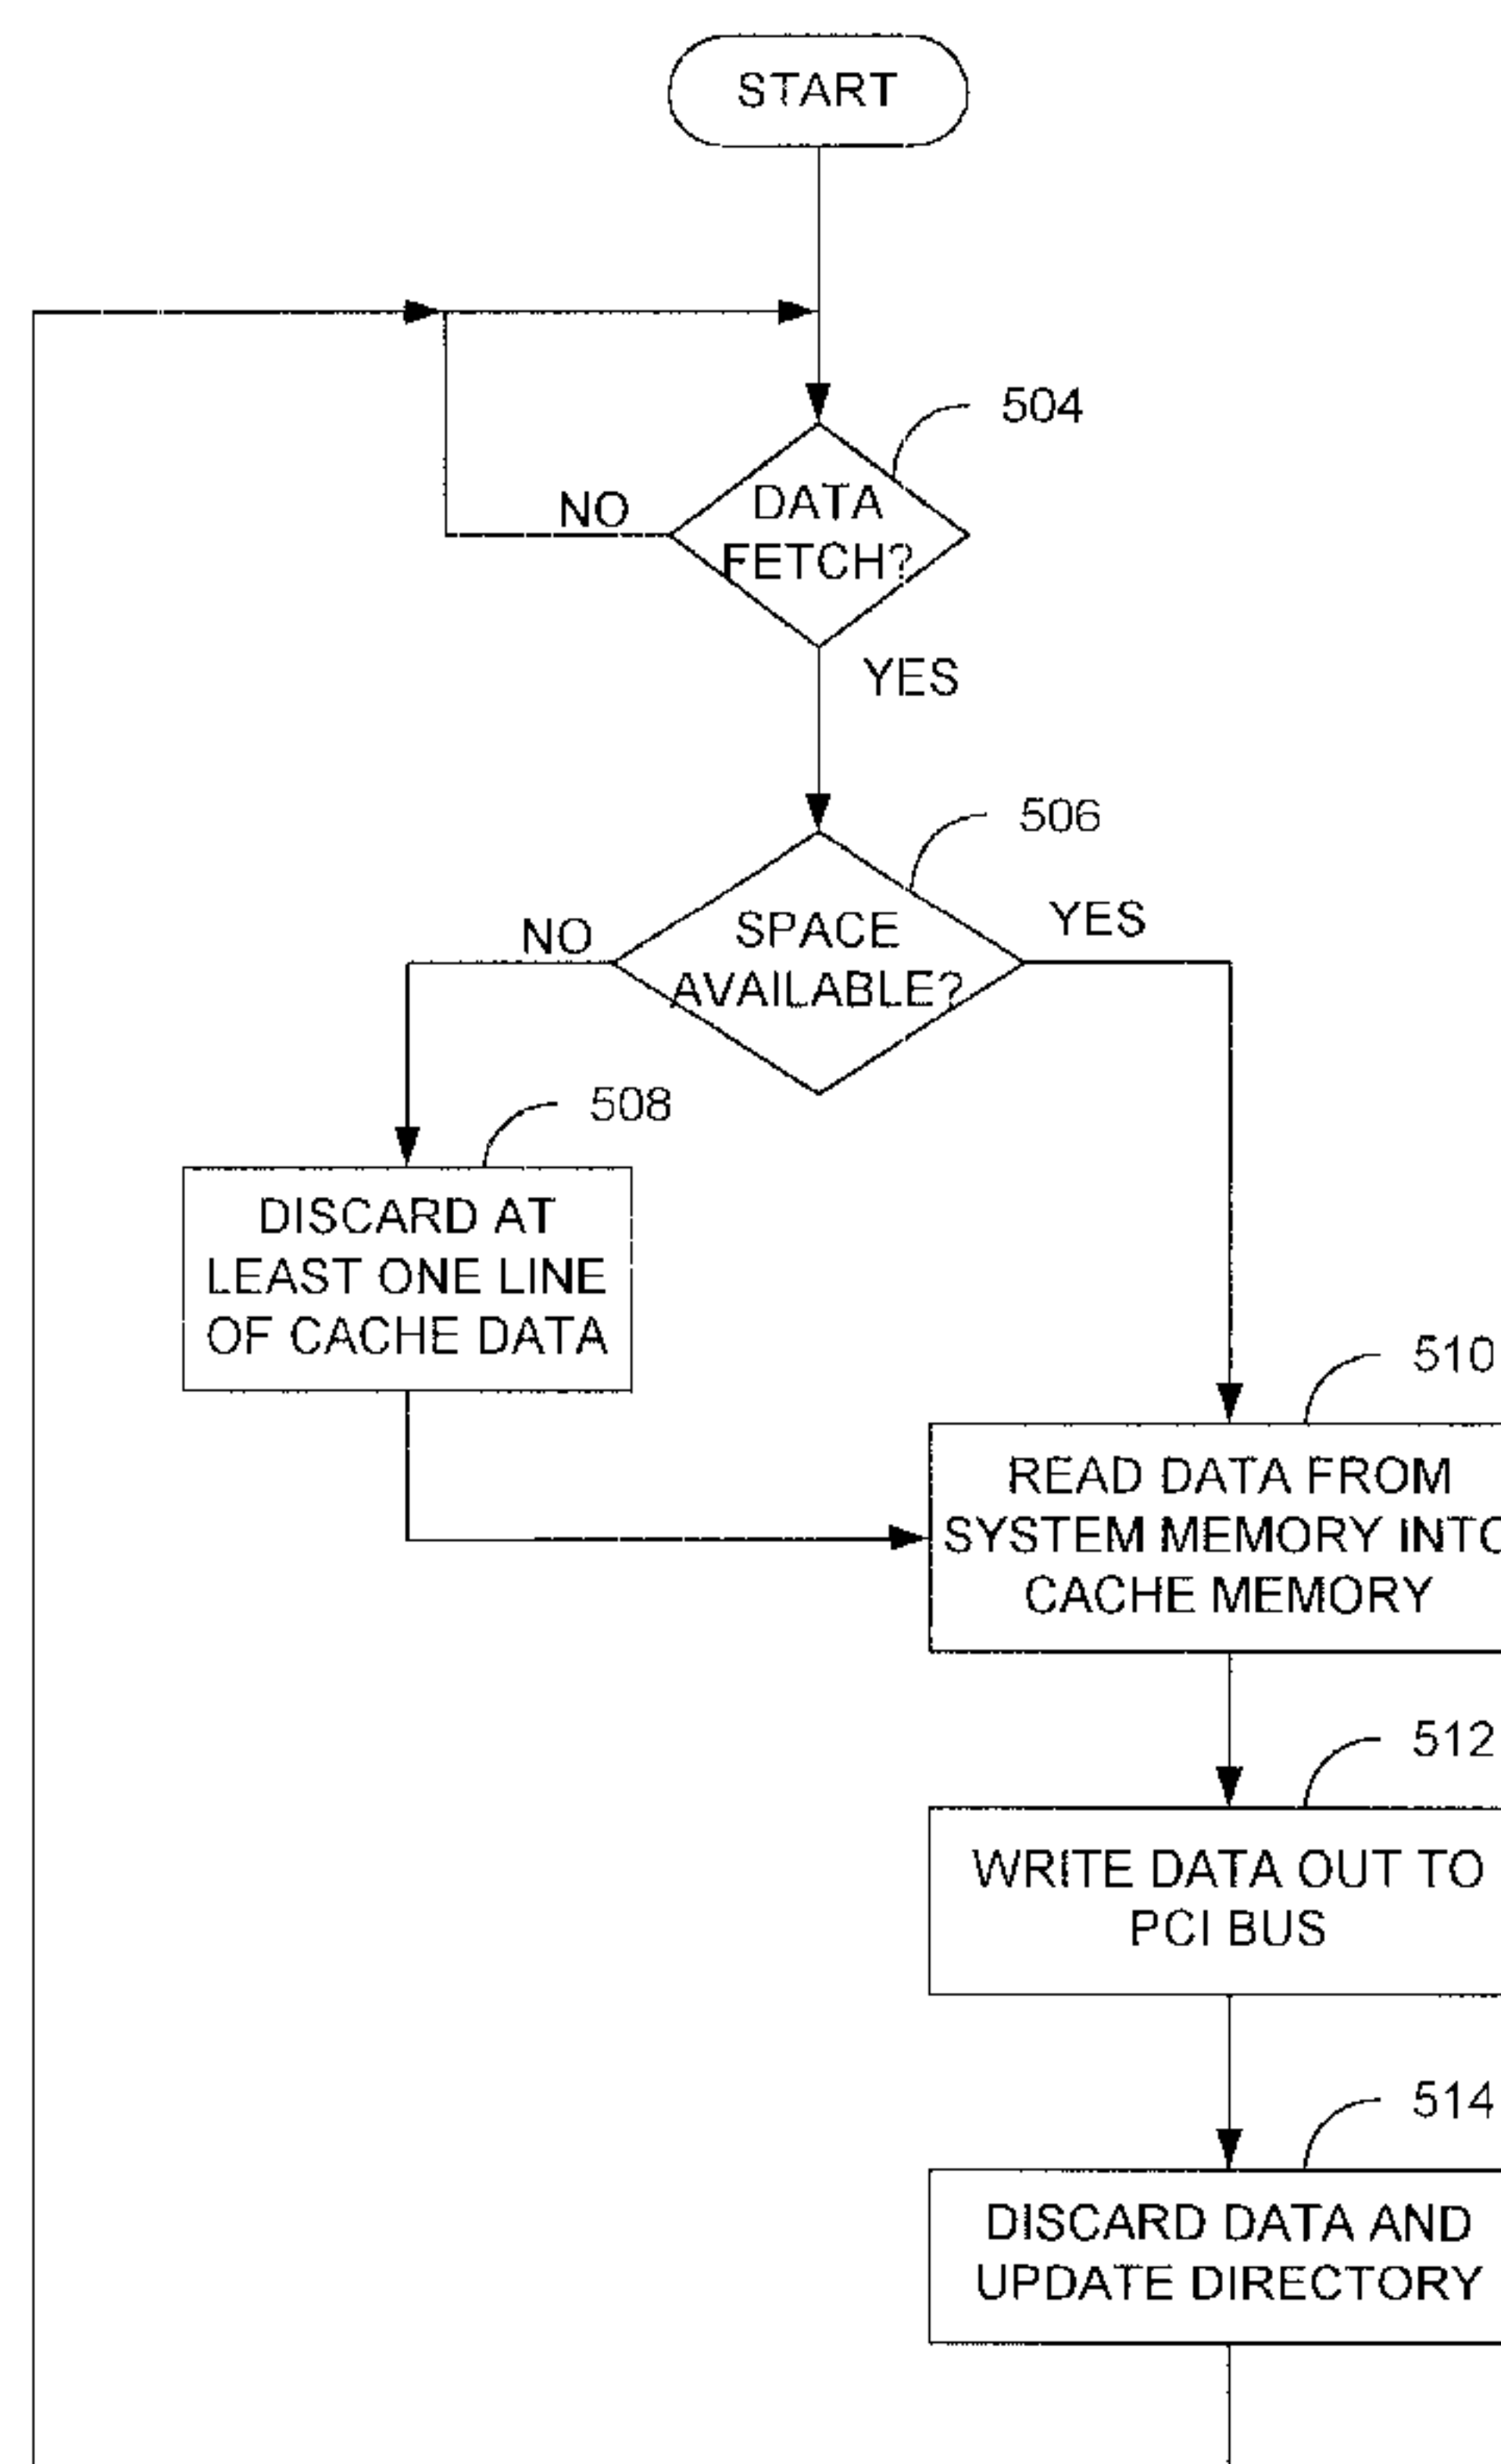 START
504
DATA
FETCH?
NO
YES
506
SPACE
AVAILABLE?
NO
YES
508
DISCARD AT
LEAST ONE LINE
OF CACHE DATA
510
READ DATA FROM
SYSTEM MEMORY INTO
CACHE MEMORY
512
WRITE DATA OUT TO
PCI BUS
514
DISCARD DATA AND
UPDATE DIRECTORY